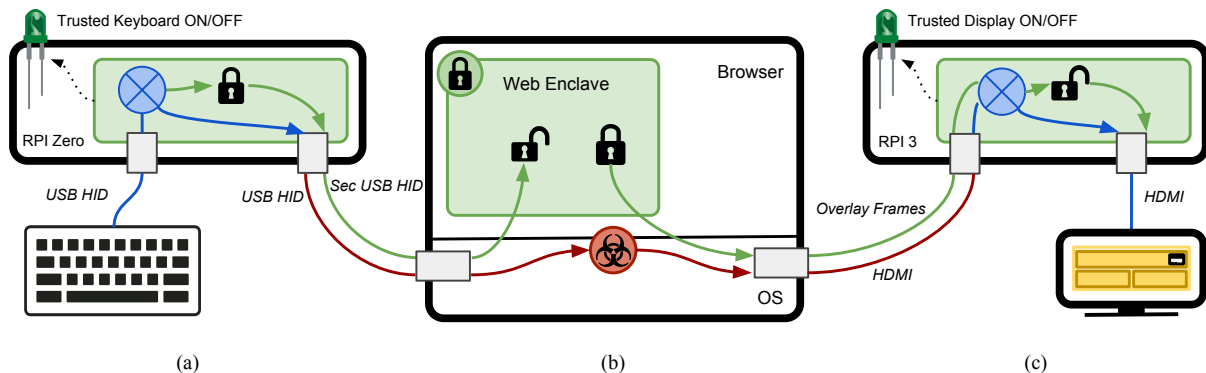 Trusted Keyboard ON/OFF
RPI Zero
USB HID
USB HID
Sec USB HID
(a)
Web Enclave
Browser
OS
(b)
Trusted Display ON/OFF
RPI 3
Overlay Frames
HDMI
HDMI
(c)